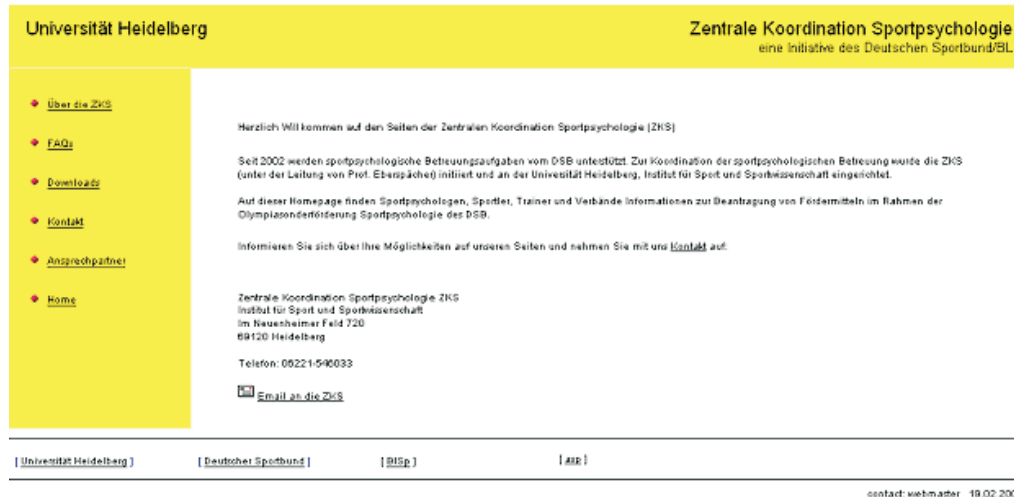 Universität Heidelberg
Zentrale Koordination Sportpsychologie
eine Initiative des Deutschen Sportbund/BL
Über die ZKS
FAQs
Downloads
Kontakt
Ansprechpartner
Home
Herzlich Willkommen auf den Seiten der Zentralen Koordination Sportpsychologie (ZKS)
Seit 2002 werden sportpsychologische Betreuungsaufgaben vom DSB unterstützt. Zur Koordination der sportpsychologischen Betreuung wurde die ZKS
(unter der Leitung von Prof. Eberspächer) initiiert und an der Universität Heidelberg, Institut für Sport und Sportwissenschaft eingerichtet.
Auf dieser Homepage finden Sportpsychologen, Sportler, Trainer und Verbände Informationen zur Beantragung von Fördermitteln im Rahmen der
Olympiasonderförderung Sportpsychologie des DSB.
Informieren Sie sich über Ihre Möglichkeiten auf unseren Seiten und nehmen Sie mit uns Kontakt auf.
Zentrale Koordination Sportpsychologie ZKS
Institut für Sport und Sportwissenschaft
Im Neuenheimer Feld 720
69120 Heidelberg
Telefon: 06221-546033
Email an die ZKS
[ Universität Heidelberg ] [ Deutscher Sportbund ] [ BISp ] [ asp ]
contact: webmaster 19.02.200